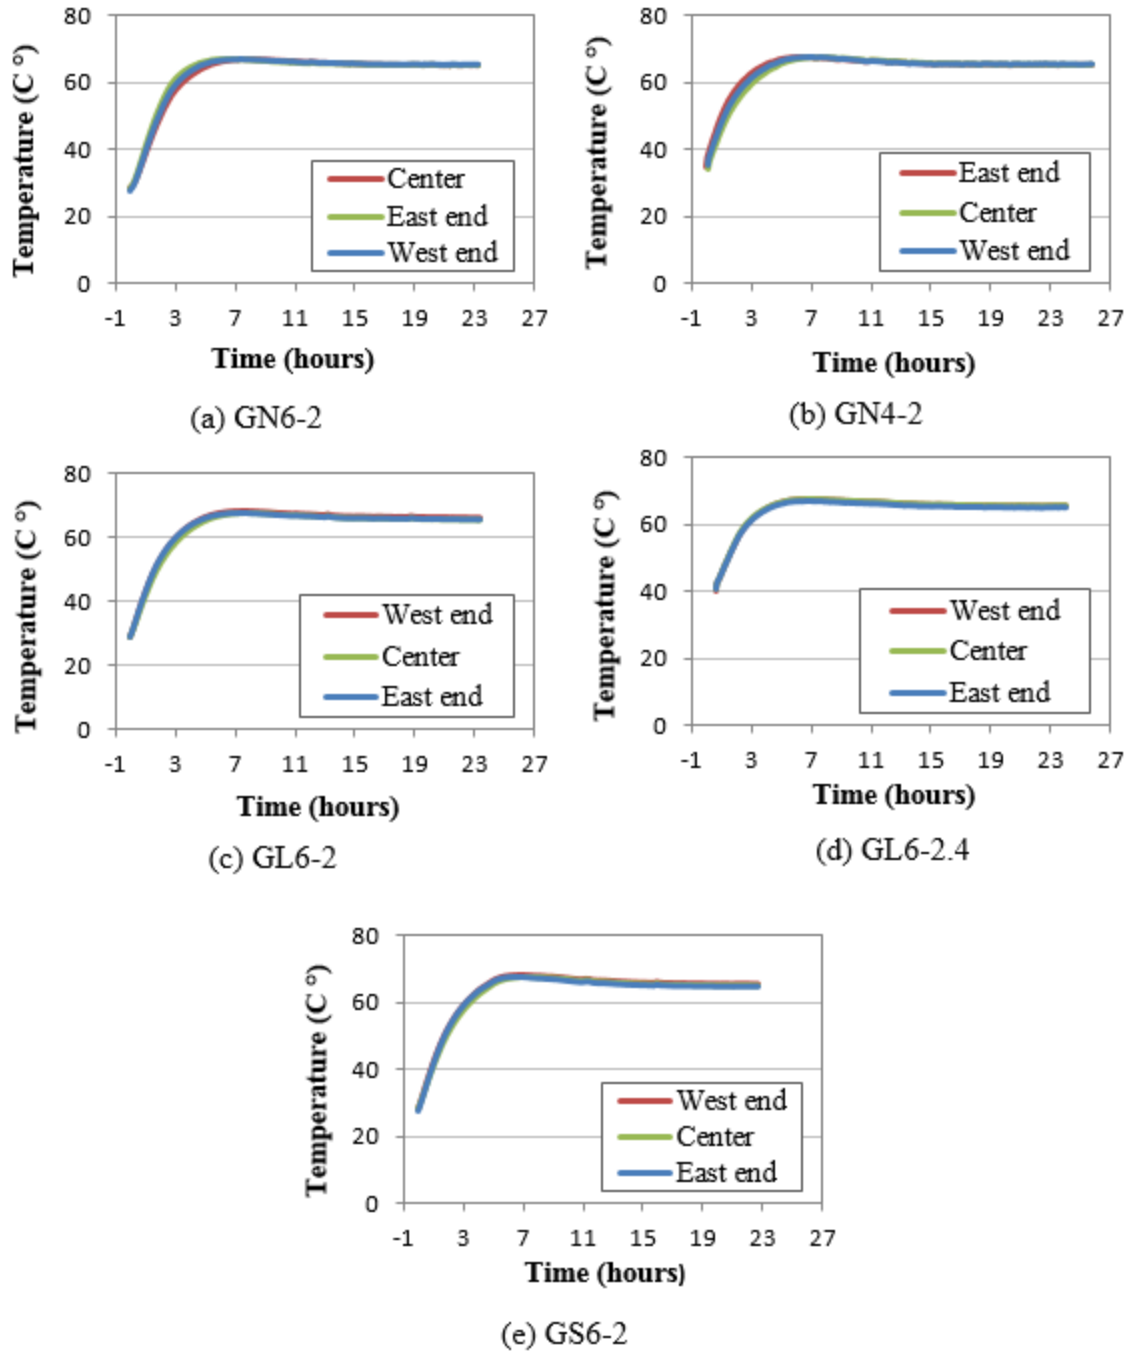 80
60
40
20
0
Temperature (C °)
Center
East end
West end
-1 3 7 11 15 19 23 27
Time (hours)
(a) GN6-2
80
60
40
20
0
Temperature (C °)
East end
Center
West end
-1 3 7 11 15 19 23 27
Time (hours)
(b) GN4-2
80
60
40
20
0
Temperature (C °)
West end
Center
East end
-1 3 7 11 15 19 23 27
Time (hours)
(c) GL6-2
80
60
40
20
0
Temperature (C °)
West end
Center
East end
-1 3 7 11 15 19 23 27
Time (hours)
(d) GL6-2.4
80
60
40
20
0
Temperature (C °)
West end
Center
East end
-1 3 7 11 15 19 23 27
Time (hours)
(e) GS6-2